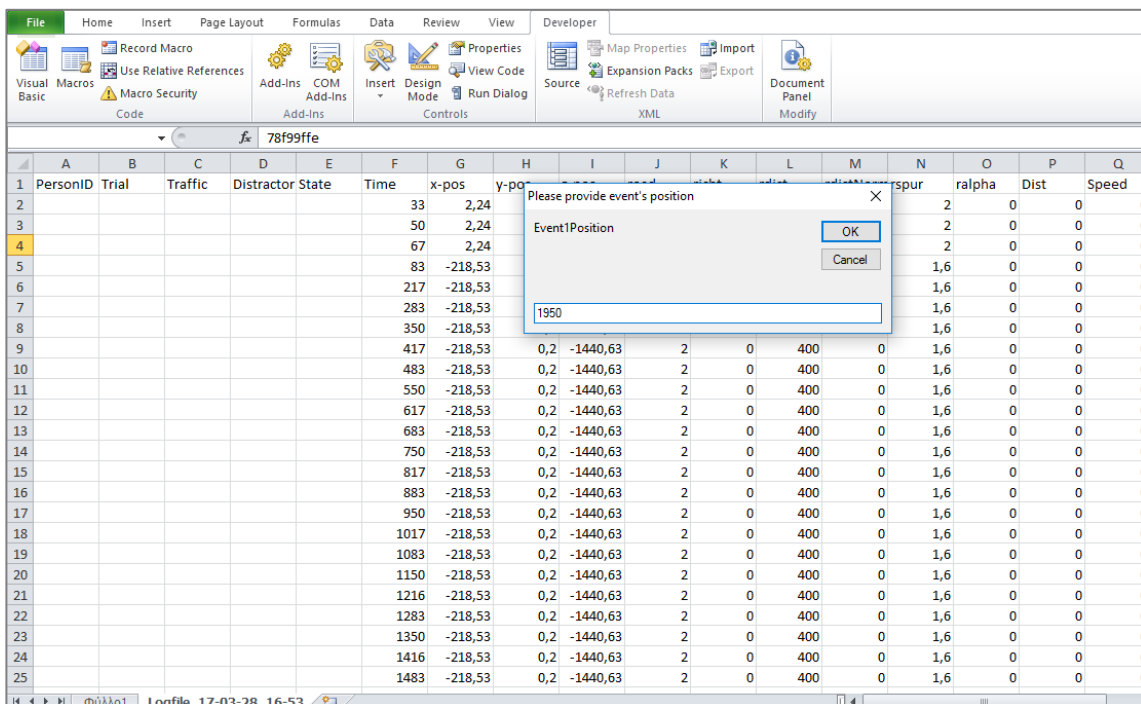 File Home Insert Page Layout Formulas Data Review View Developer
Visual Basic
Macros
Record Macro
Use Relative References
Macro Security
Code
Add-Ins
COM Add-Ins
Add-Ins
Insert
Design Mode
Properties
View Code
Run Dialog
Controls
Source
Map Properties
Expansion Packs
Refresh Data
Import
Export
XML
Document Panel
Modify
fx 78f99ffe
A B C D E F G H I J K L M N O P Q
1 PersonID Trial Traffic Distractor State Time x-pos rspur ralpha Dist Speed
2 33 2,24 2 0 0
3 50 2,24 2 0 0
4 67 2,24 2 0 0
5 83 -218,53 1,6 0 0
6 217 -218,53 1,6 0 0
7 283 -218,53 1,6 0 0
8 350 -218,53 1,6 0 0
Please provide event's position
Event1Position
OK
Cancel
1950
9 417 -218,53 0,2 -1440,63 2 0 400 0 1,6 0 0
10 483 -218,53 0,2 -1440,63 2 0 400 0 1,6 0 0
11 550 -218,53 0,2 -1440,63 2 0 400 0 1,6 0 0
12 617 -218,53 0,2 -1440,63 2 0 400 0 1,6 0 0
13 683 -218,53 0,2 -1440,63 2 0 400 0 1,6 0 0
14 750 -218,53 0,2 -1440,63 2 0 400 0 1,6 0 0
15 817 -218,53 0,2 -1440,63 2 0 400 0 1,6 0 0
16 883 -218,53 0,2 -1440,63 2 0 400 0 1,6 0 0
17 950 -218,53 0,2 -1440,63 2 0 400 0 1,6 0 0
18 1017 -218,53 0,2 -1440,63 2 0 400 0 1,6 0 0
19 1083 -218,53 0,2 -1440,63 2 0 400 0 1,6 0 0
20 1150 -218,53 0,2 -1440,63 2 0 400 0 1,6 0 0
21 1216 -218,53 0,2 -1440,63 2 0 400 0 1,6 0 0
22 1283 -218,53 0,2 -1440,63 2 0 400 0 1,6 0 0
23 1350 -218,53 0,2 -1440,63 2 0 400 0 1,6 0 0
24 1416 -218,53 0,2 -1440,63 2 0 400 0 1,6 0 0
25 1483 -218,53 0,2 -1440,63 2 0 400 0 1,6 0 0
Φύλλο1 Logfile_17-03-28_16-53